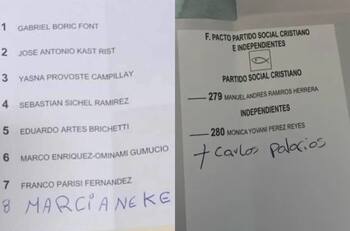 1 GABRIEL BORIC FONT
2 JOSE ANTONIO KAST RIST
3 YASNA PROVOSTE CAMPILLAY
4 SEBASTIAN SICHEL RAMIREZ
5 EDUARDO ARTES BRICHETTI
6 MARCO ENRIQUEZ-OMINAMI GUMUCIO
7 FRANCO PARISI FERNANDEZ
8 MARCIANEKE
F. PACTO PARTIDO SOCIAL CRISTIANO
E INDEPENDIENTES
PARTIDO SOCIAL CRISTIANO
279 MANUEL ANDRES RAMIROS HERRERA
INDEPENDIENTES
280 MONICA YOVANI PEREZ REYES
+ Carlos palacios